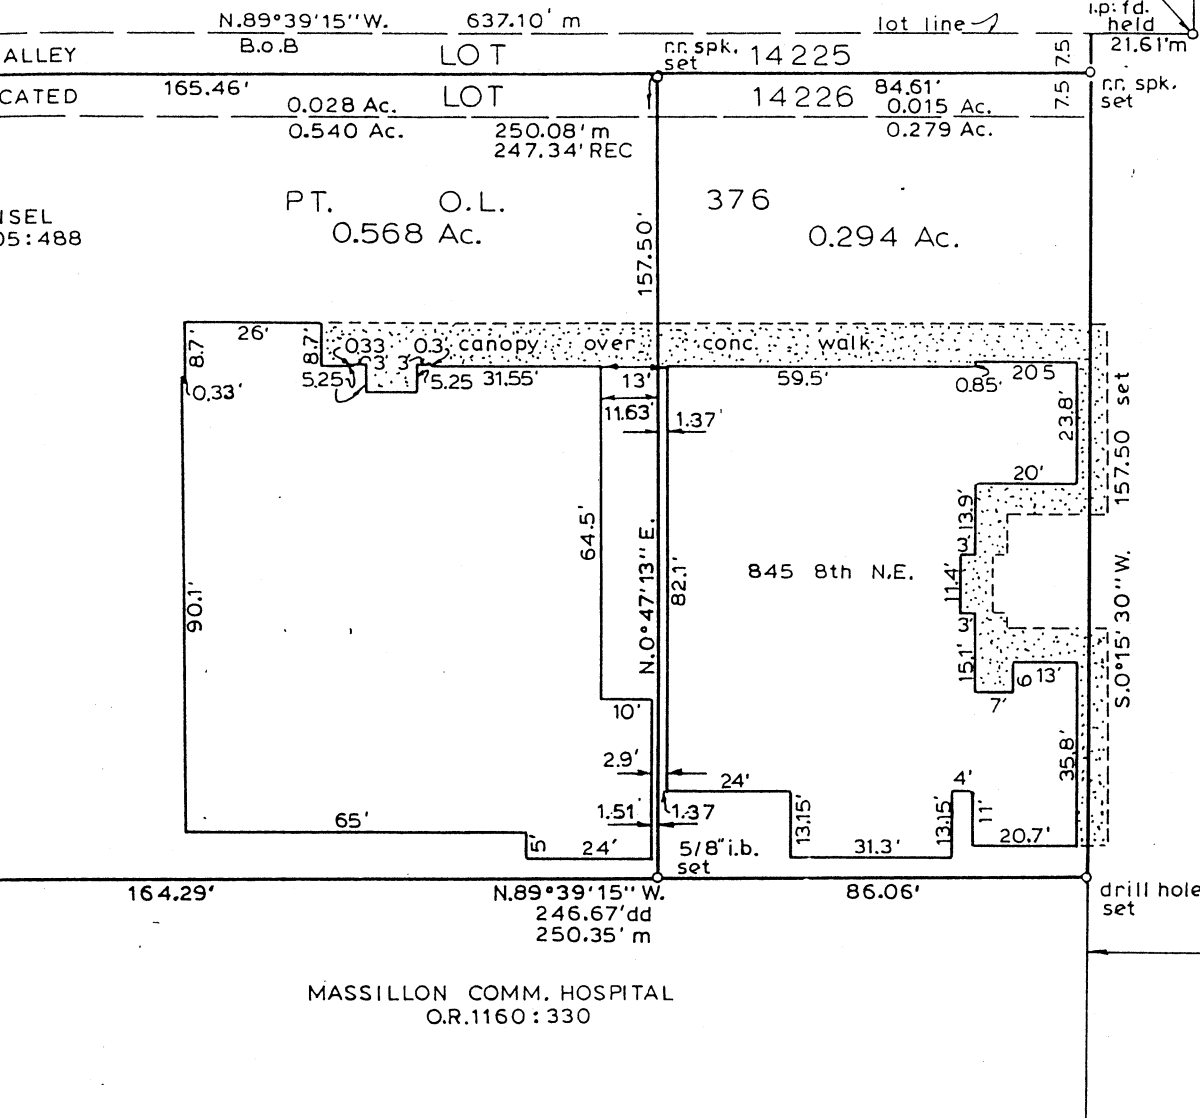 N.89°39'15"W. 637.10' m
lot line
i.p. fd.
held
21.61'm
ALLEY
B.o.B
LOT
r.r. spk.
set
14225
7.5
165.46'
CATED
0.028 Ac.
LOT
14226
84.61'
0.015 Ac.
7.5
r.r. spk.
set
0.540 Ac.
250.08' m
247.34' REC
0.279 Ac.
PT. O.L. 376
NSEL
05:488
0.568 Ac.
0.294 Ac.
157.50'
26'
8.7'
8.7'
0.33
0.3'
canopy over conc. walk
0.33'
5.25
3'
3'
5.25
31.55'
13'
59.5'
0.85'
20 5
11.63'
1.37'
23.8'
157.50 set
20'
13.9'
64.5'
N.0°47'13" E.
82.1'
845 8th N.E.
3'
11.4'
3'
15.1'
S.0°15' 30" W.
90.1'
6
13'
7'
10'
2.9'
35.8'
24'
4'
1.51'
1.37
13.15'
13.15'
11'
65'
5'
24'
5/8" i.b.
set
31.3'
20.7'
164.29'
N.89°39'15" W.
86.06'
drill hole
set
246.67'dd
250.35' m
MASSILLON COMM. HOSPITAL
O.R.1160:330